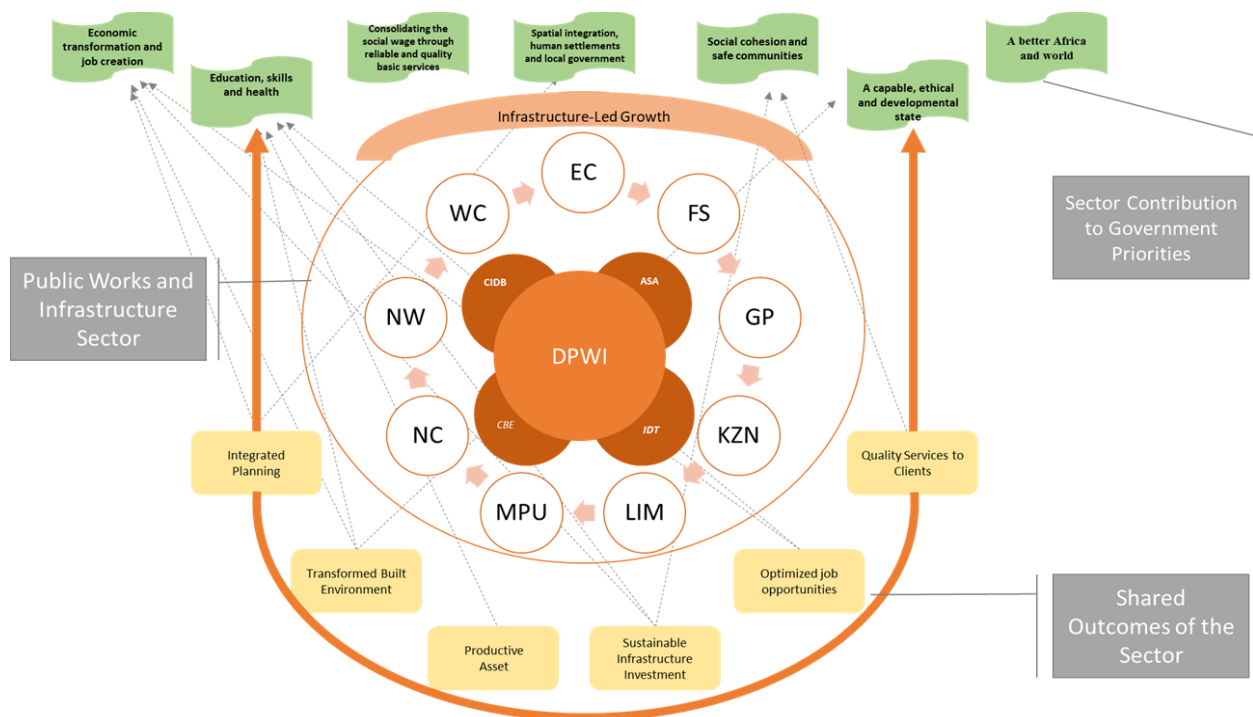 Economic
transformation and
job creation
Education, skills
and health
Consolidating the
social wage through
reliable and quality
basic services
Spatial integration,
human settlements
and local government
Social cohesion and
safe communities
A capable, ethical
and developmental
state
A better Africa
and world
Infrastructure-Led Growth
EC
WC
FS
NW
GP
NC
KZN
MPU
LIM
CIDB
ASA
DPWI
CBE
IDT
Public Works and
Infrastructure
Sector
Sector Contribution
to Government
Priorities
Integrated
Planning
Quality Services to
Clients
Transformed Built
Environment
Optimized job
opportunities
Productive
Asset
Sustainable
Infrastructure
Investment
Shared
Outcomes of the
Sector